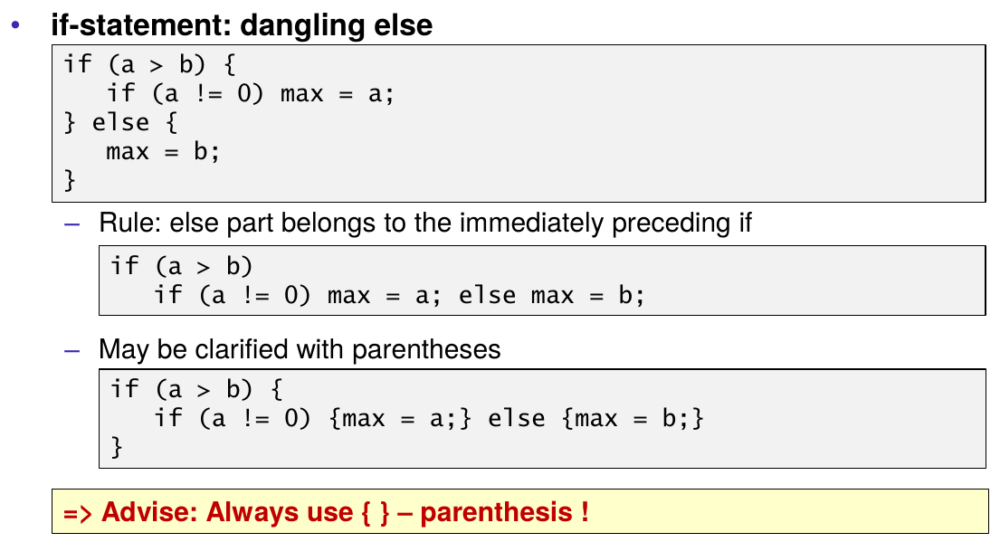 • if-statement: dangling else
if (a > b) {
   if (a != 0) max = a;
} else {
   max = b;
}
– Rule: else part belongs to the immediately preceding if
if (a > b)
   if (a != 0) max = a; else max = b;
– May be clarified with parentheses
if (a > b) {
   if (a != 0) {max = a;} else {max = b;}
}
=> Advise: Always use { } – parenthesis !